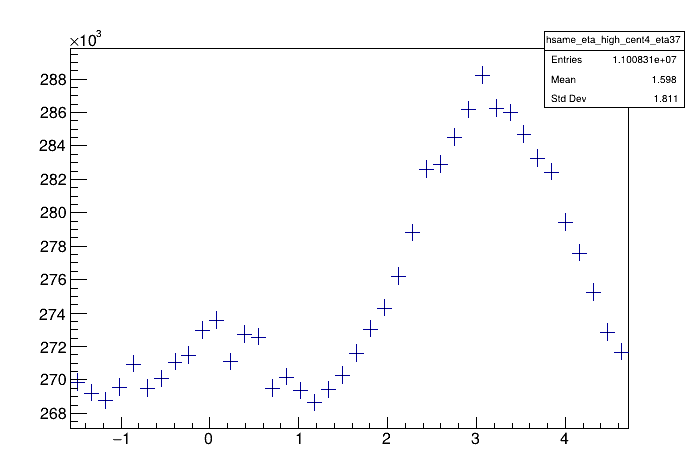 ×10³
hsame_eta_high_cent4_eta37
Entries 1.100831e+07
Mean 1.598
Std Dev 1.811
288
286
284
282
280
278
276
274
272
270
268
−1 0 1 2 3 4